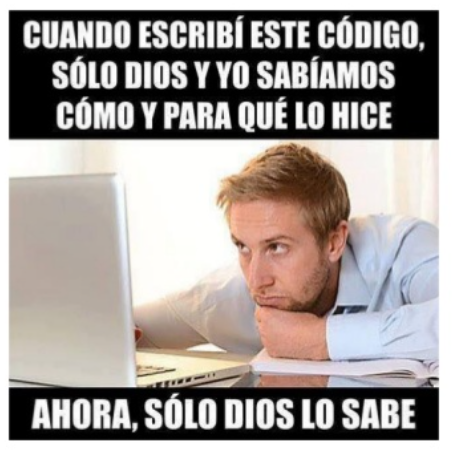 CUANDO ESCRIBÍ ESTE CÓDIGO,
SÓLO DIOS Y YO SABÍAMOS
CÓMO Y PARA QUÉ LO HICE
AHORA, SÓLO DIOS LO SABE